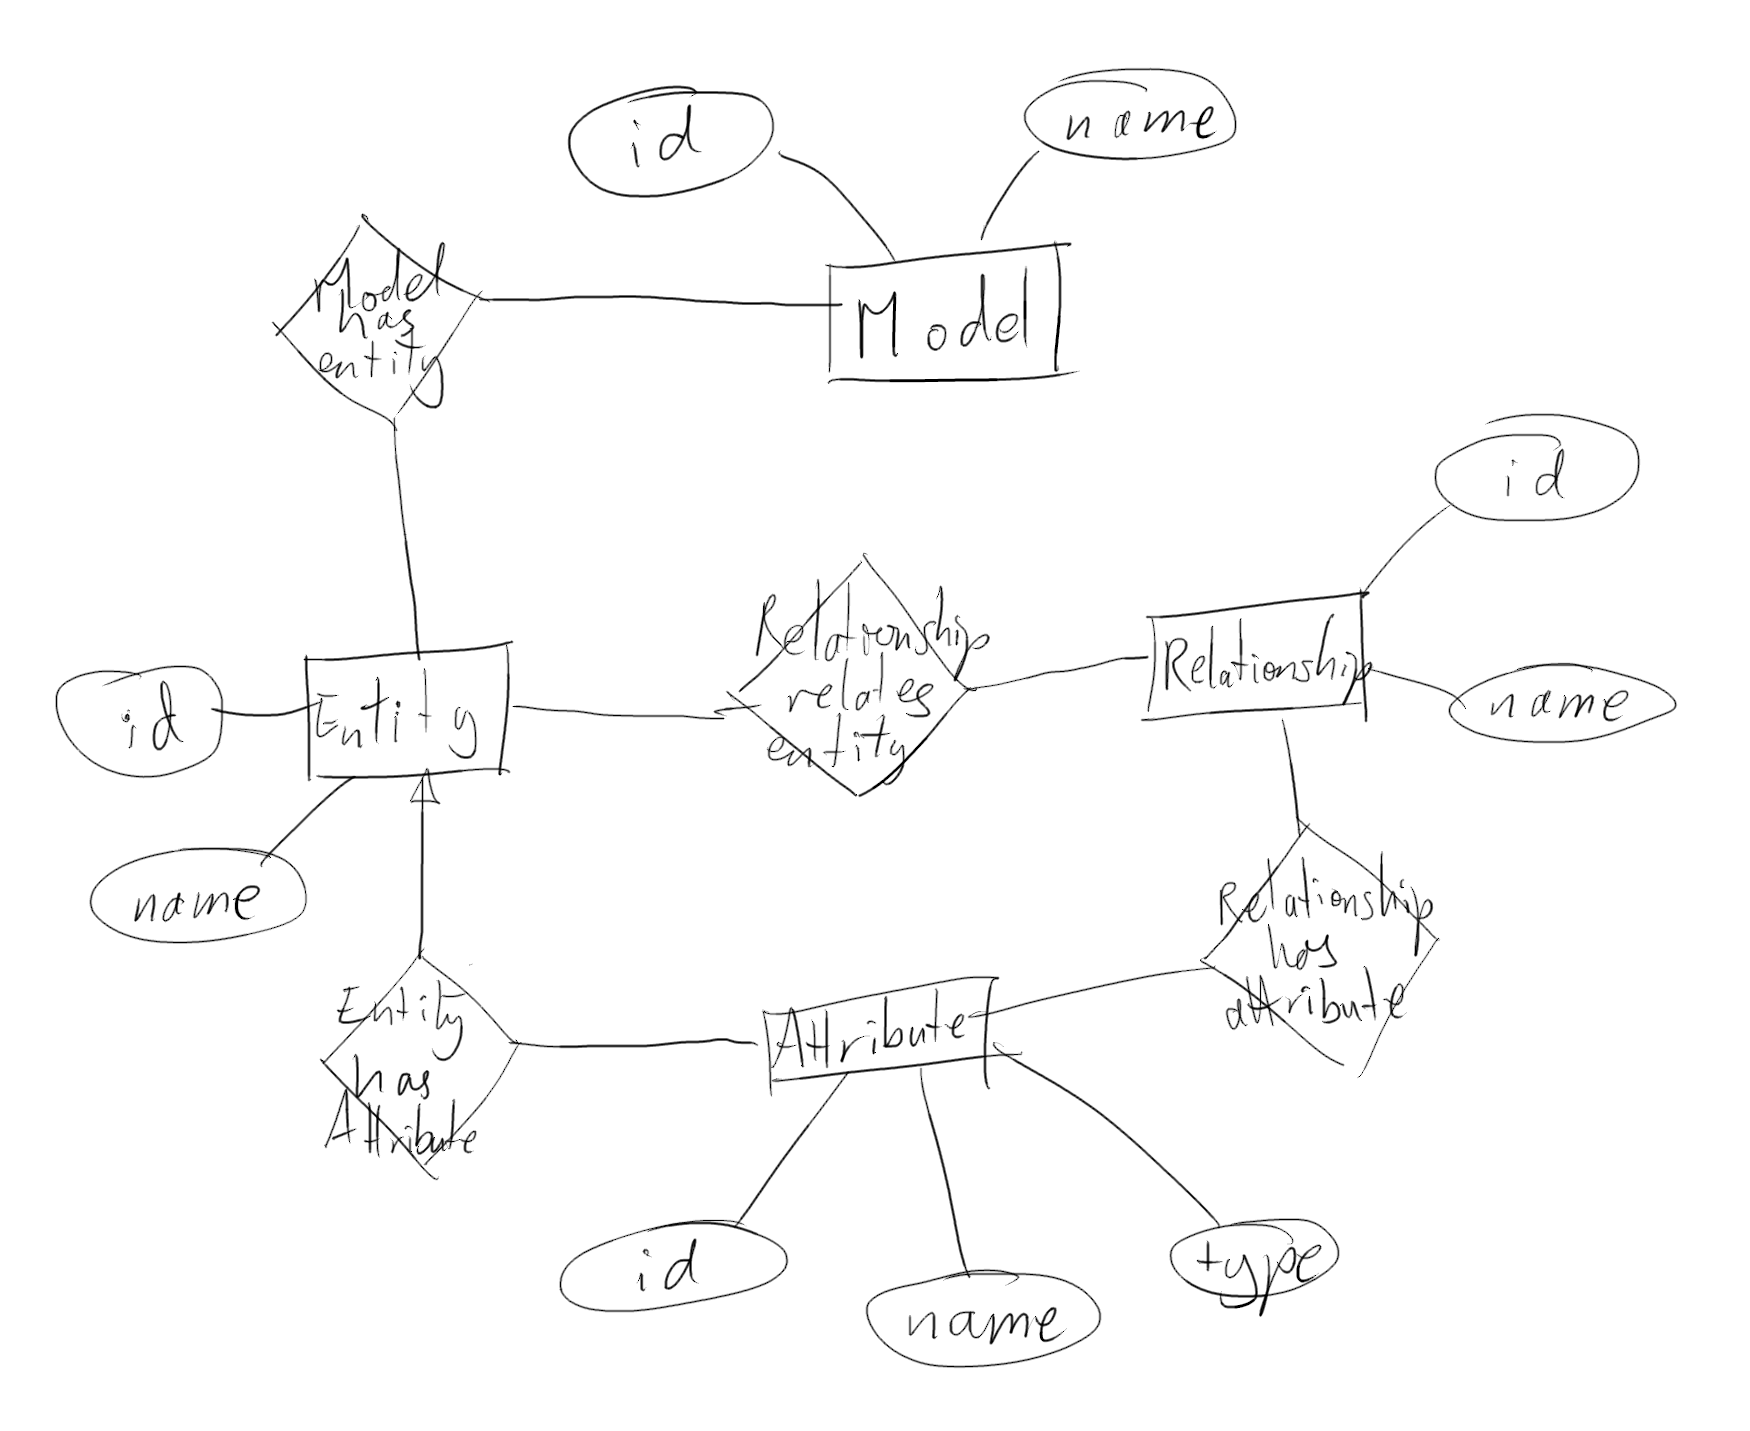 id
name
Model
has
entity
Model
id
Relationship
relates
entity
Relationship
id
Entity
name
name
Relationship
has
attribute
Entity
has
Attribute
Attribute
id
name
type